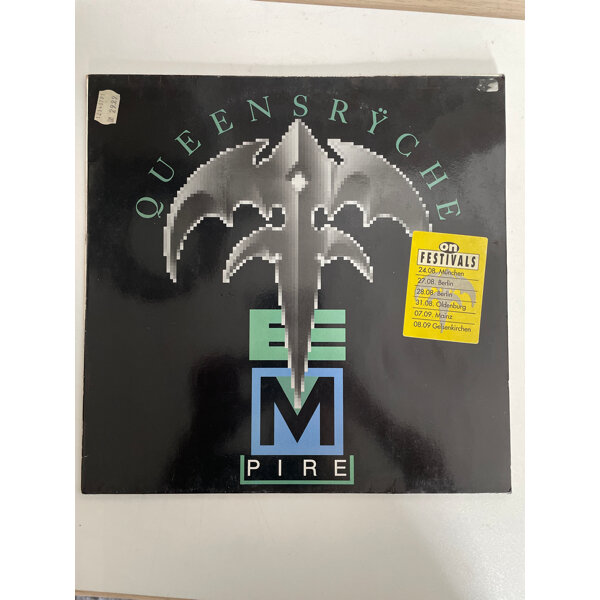 QUEENSRŸCHE
on
FESTIVALS
24.08. München
27.08. Berlin
28.08. Berlin
31.08. Oldenburg
07.09. Mainz
08.09 Gelsenkirchen
E
M
PIRE